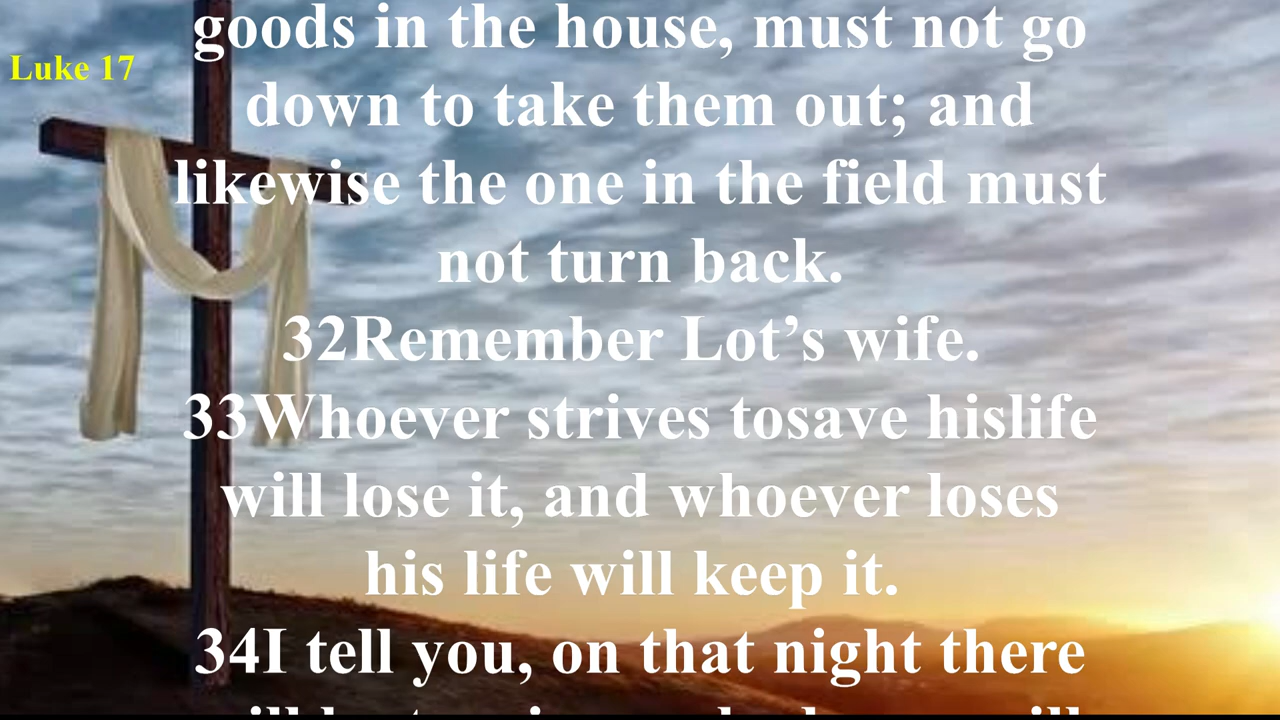 goods in the house, must not go
Luke 17
down to take them out; and
likewise the one in the field must
not turn back.
32Remember Lot’s wife.
33Whoever strives tosave hislife
will lose it, and whoever loses
his life will keep it.
34I tell you, on that night there